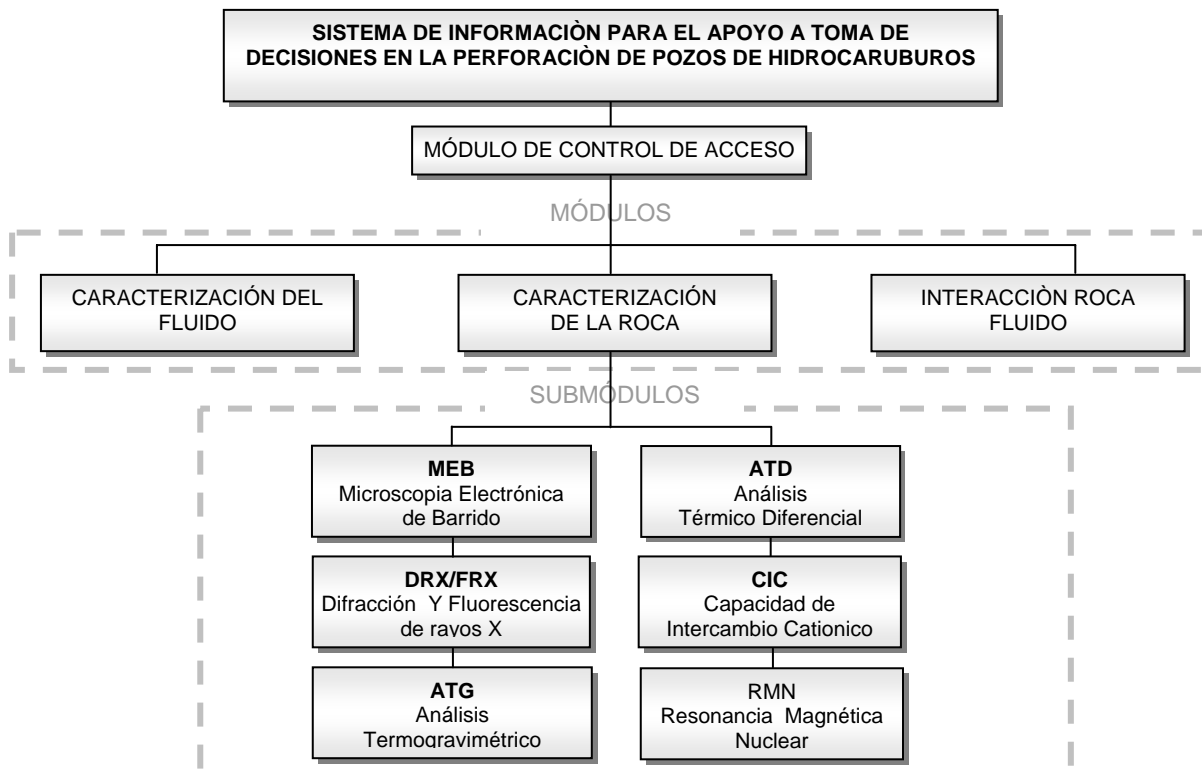 SISTEMA DE INFORMACIÒN PARA EL APOYO A TOMA DE
DECISIONES EN LA PERFORACIÒN DE POZOS DE HIDROCARUBUROS
MÓDULO DE CONTROL DE ACCESO
MÓDULOS
CARACTERIZACIÓN DEL
FLUIDO
CARACTERIZACIÓN
DE LA ROCA
INTERACCIÒN ROCA
FLUIDO
SUBMÓDULOS
MEB
Microscopia Electrónica
de Barrido
ATD
Análisis
Térmico Diferencial
DRX/FRX
Difracción Y Fluorescencia
de rayos X
CIC
Capacidad de
Intercambio Cationico
ATG
Análisis
Termogravimétrico
RMN
Resonancia Magnética
Nuclear